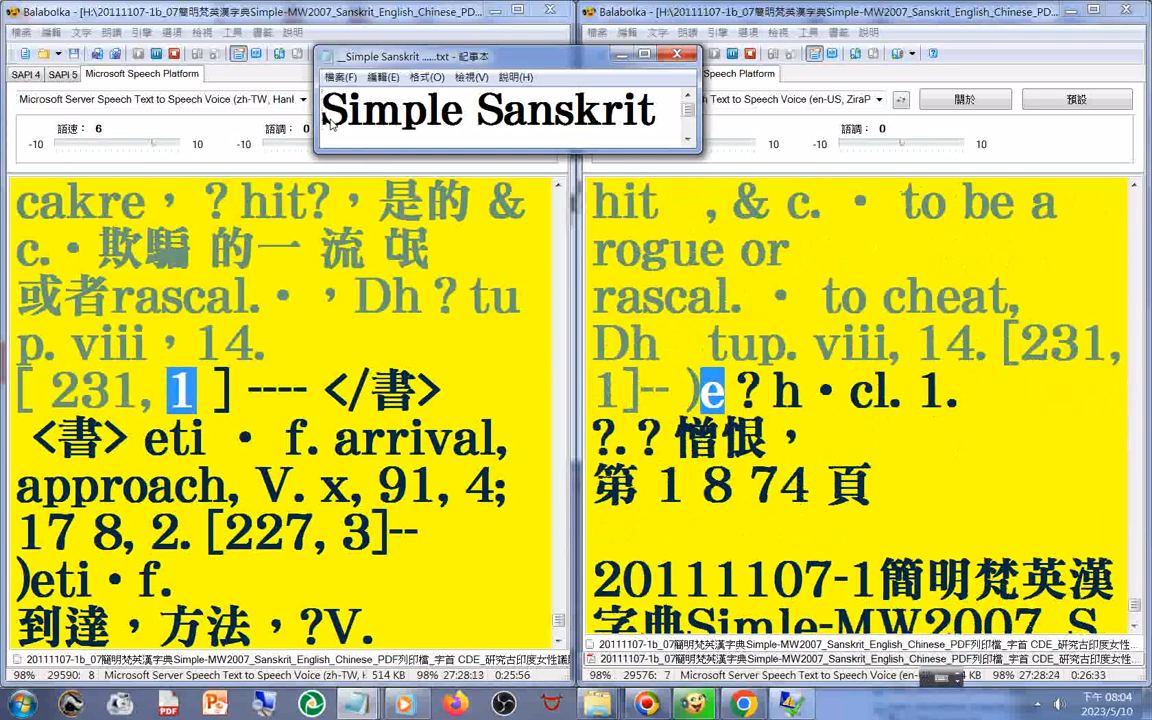 Balabolka - [H:\20111107-1b_07簡明梵英漢字典Simple-MW2007_Sanskrit_English_Chinese_PD...
檔案 編輯 文字 朗讀 引擎 選項 檢視 工具 書籤 說明
SAPI 4 SAPI 5 Microsoft Speech Platform
Microsoft Server Speech Text to Speech Voice (zh-TW, Hanl
語速： 6 語調： 0
-10 10 -10
cakre，? hit?，是的 &
c.·欺騙 的一 流 氓
或者rascal.·，Dh ? tu
p. viii，14.
[ 231, 1 ] ---- </書>
<書> eti · f. arrival,
approach, V. x, 91, 4;
17 8, 2. [227, 3]--
)eti·f.
到達，方法，?V.
20111107-1b_07簡明梵英漢字典Simple-MW2007_Sanskrit_English_Chinese_PDF列印檔_字首 CDE_研究古印度女性議
98% 29590: 8 Microsoft Speech Platform Microsoft Server Speech Text to Speech Voice (zh-TW, H 514 KB 98% 27:28:13 0:25:56
__Simple Sanskrit ......txt - 記事本
檔案(F) 編輯(E) 格式(O) 檢視(V) 說明(H)
Simple Sanskrit
Balabolka - [H:\20111107-1b_07簡明梵英漢字典Simple-MW2007_Sanskrit_English_Chinese_PD...
工具 書籤 說明
Speech Platform
h Text to Speech Voice (en-US, ZiraP 關於 預設
語調： 0
10 -10 10
hit , & c. · to be a
rogue or
rascal. · to cheat,
Dh tup. viii, 14. [231,
1]-- )e ? h·cl. 1.
?. ? 憎恨，
第 1 8 74 頁
20111107-1簡明梵英漢
字典Simle-MW2007_S
20111107-1b_07簡明梵英漢字典Simple-MW2007_Sanskrit_English_Chinese_PDF列印檔_字首 CDE_研究古印度女性
20111107-1b_07簡明梵英漢字典Simple-MW2007_Sanskrit_English_Chinese_PDF列印檔_字首 CDE_研究古印度女性
98% 29576: 7 Microsoft Speech Platform Microsoft Server Speech Text to Speech Voice (en-U 514 KB 98% 27:28:24 0:26:33
下午 08:04
2023/5/10